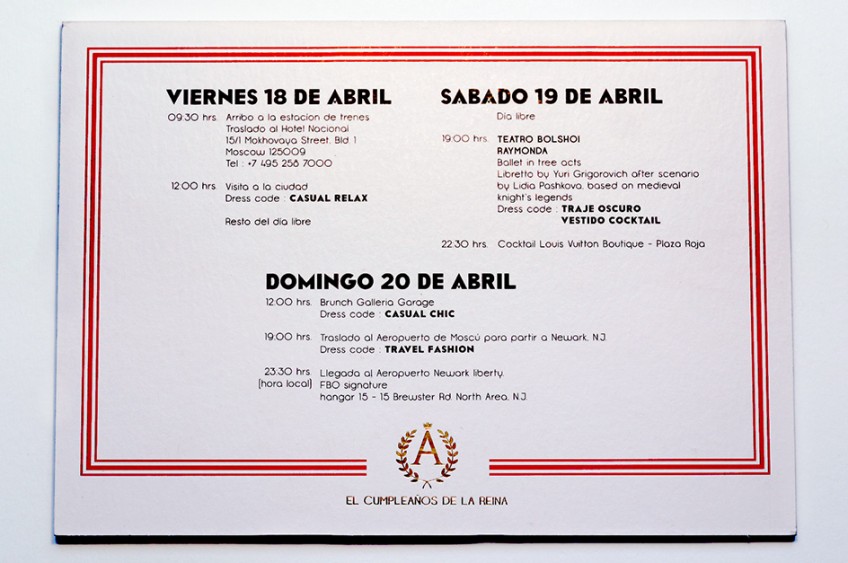 VIERNES 18 DE ABRIL
09:30 hrs. Arribo a la estacion de trenes
Traslado al Hotel Nacional
15/1 Mokhovaya Street. Bld. 1
Moscow 125009
Tel : +7 495 258 7000
12:00 hrs. Visita a la ciudad
Dress code : CASUAL RELAX
Resto del día libre
SABADO 19 DE ABRIL
Día libre
19:00 hrs. TEATRO BOLSHOI
RAYMONDA
Ballet in tree acts
Libretto by Yuri Grigorovich after scenario
by Lidia Pashkova, based on medieval
knight's legends
Dress code : TRAJE OSCURO
VESTIDO COCKTAIL
22:30 hrs. Cocktail Louis Vuitton Boutique - Plaza Roja
DOMINGO 20 DE ABRIL
12:00 hrs. Brunch Galleria Garage
Dress code : CASUAL CHIC
19:00 hrs. Traslado al Aeropuerto de Moscú para partir a Newark, N.J.
Dress code : TRAVEL FASHION
23:30 hrs. Llegada al Aeropuerto Newark liberty.
(hora local) FBO signature
hangar 15 - 15 Brewster Rd. North Area. N.J.
A
EL CUMPLEAÑOS DE LA REINA